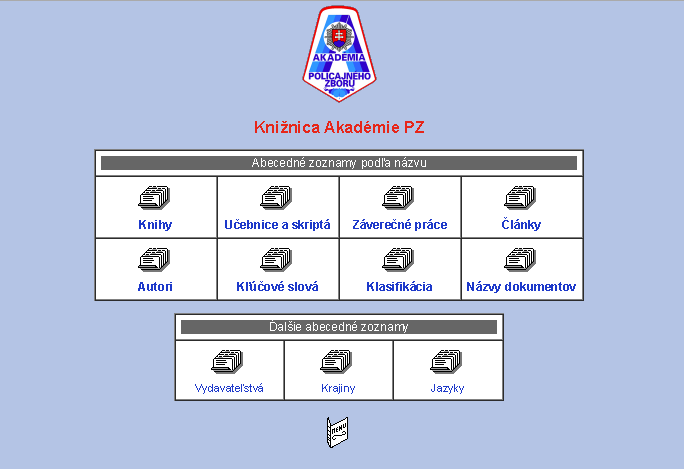 AKADÉMIA
POLICAJNÉHO
ZBORU
Knižnica Akadémie PZ
Abecedné zoznamy podľa názvu
Knihy
Učebnice a skriptá
Záverečné práce
Články
Autori
Kľúčové slová
Klasifikácia
Názvy dokumentov
Ďalšie abecedné zoznamy
Vydavateľstvá
Krajiny
Jazyky
MENU